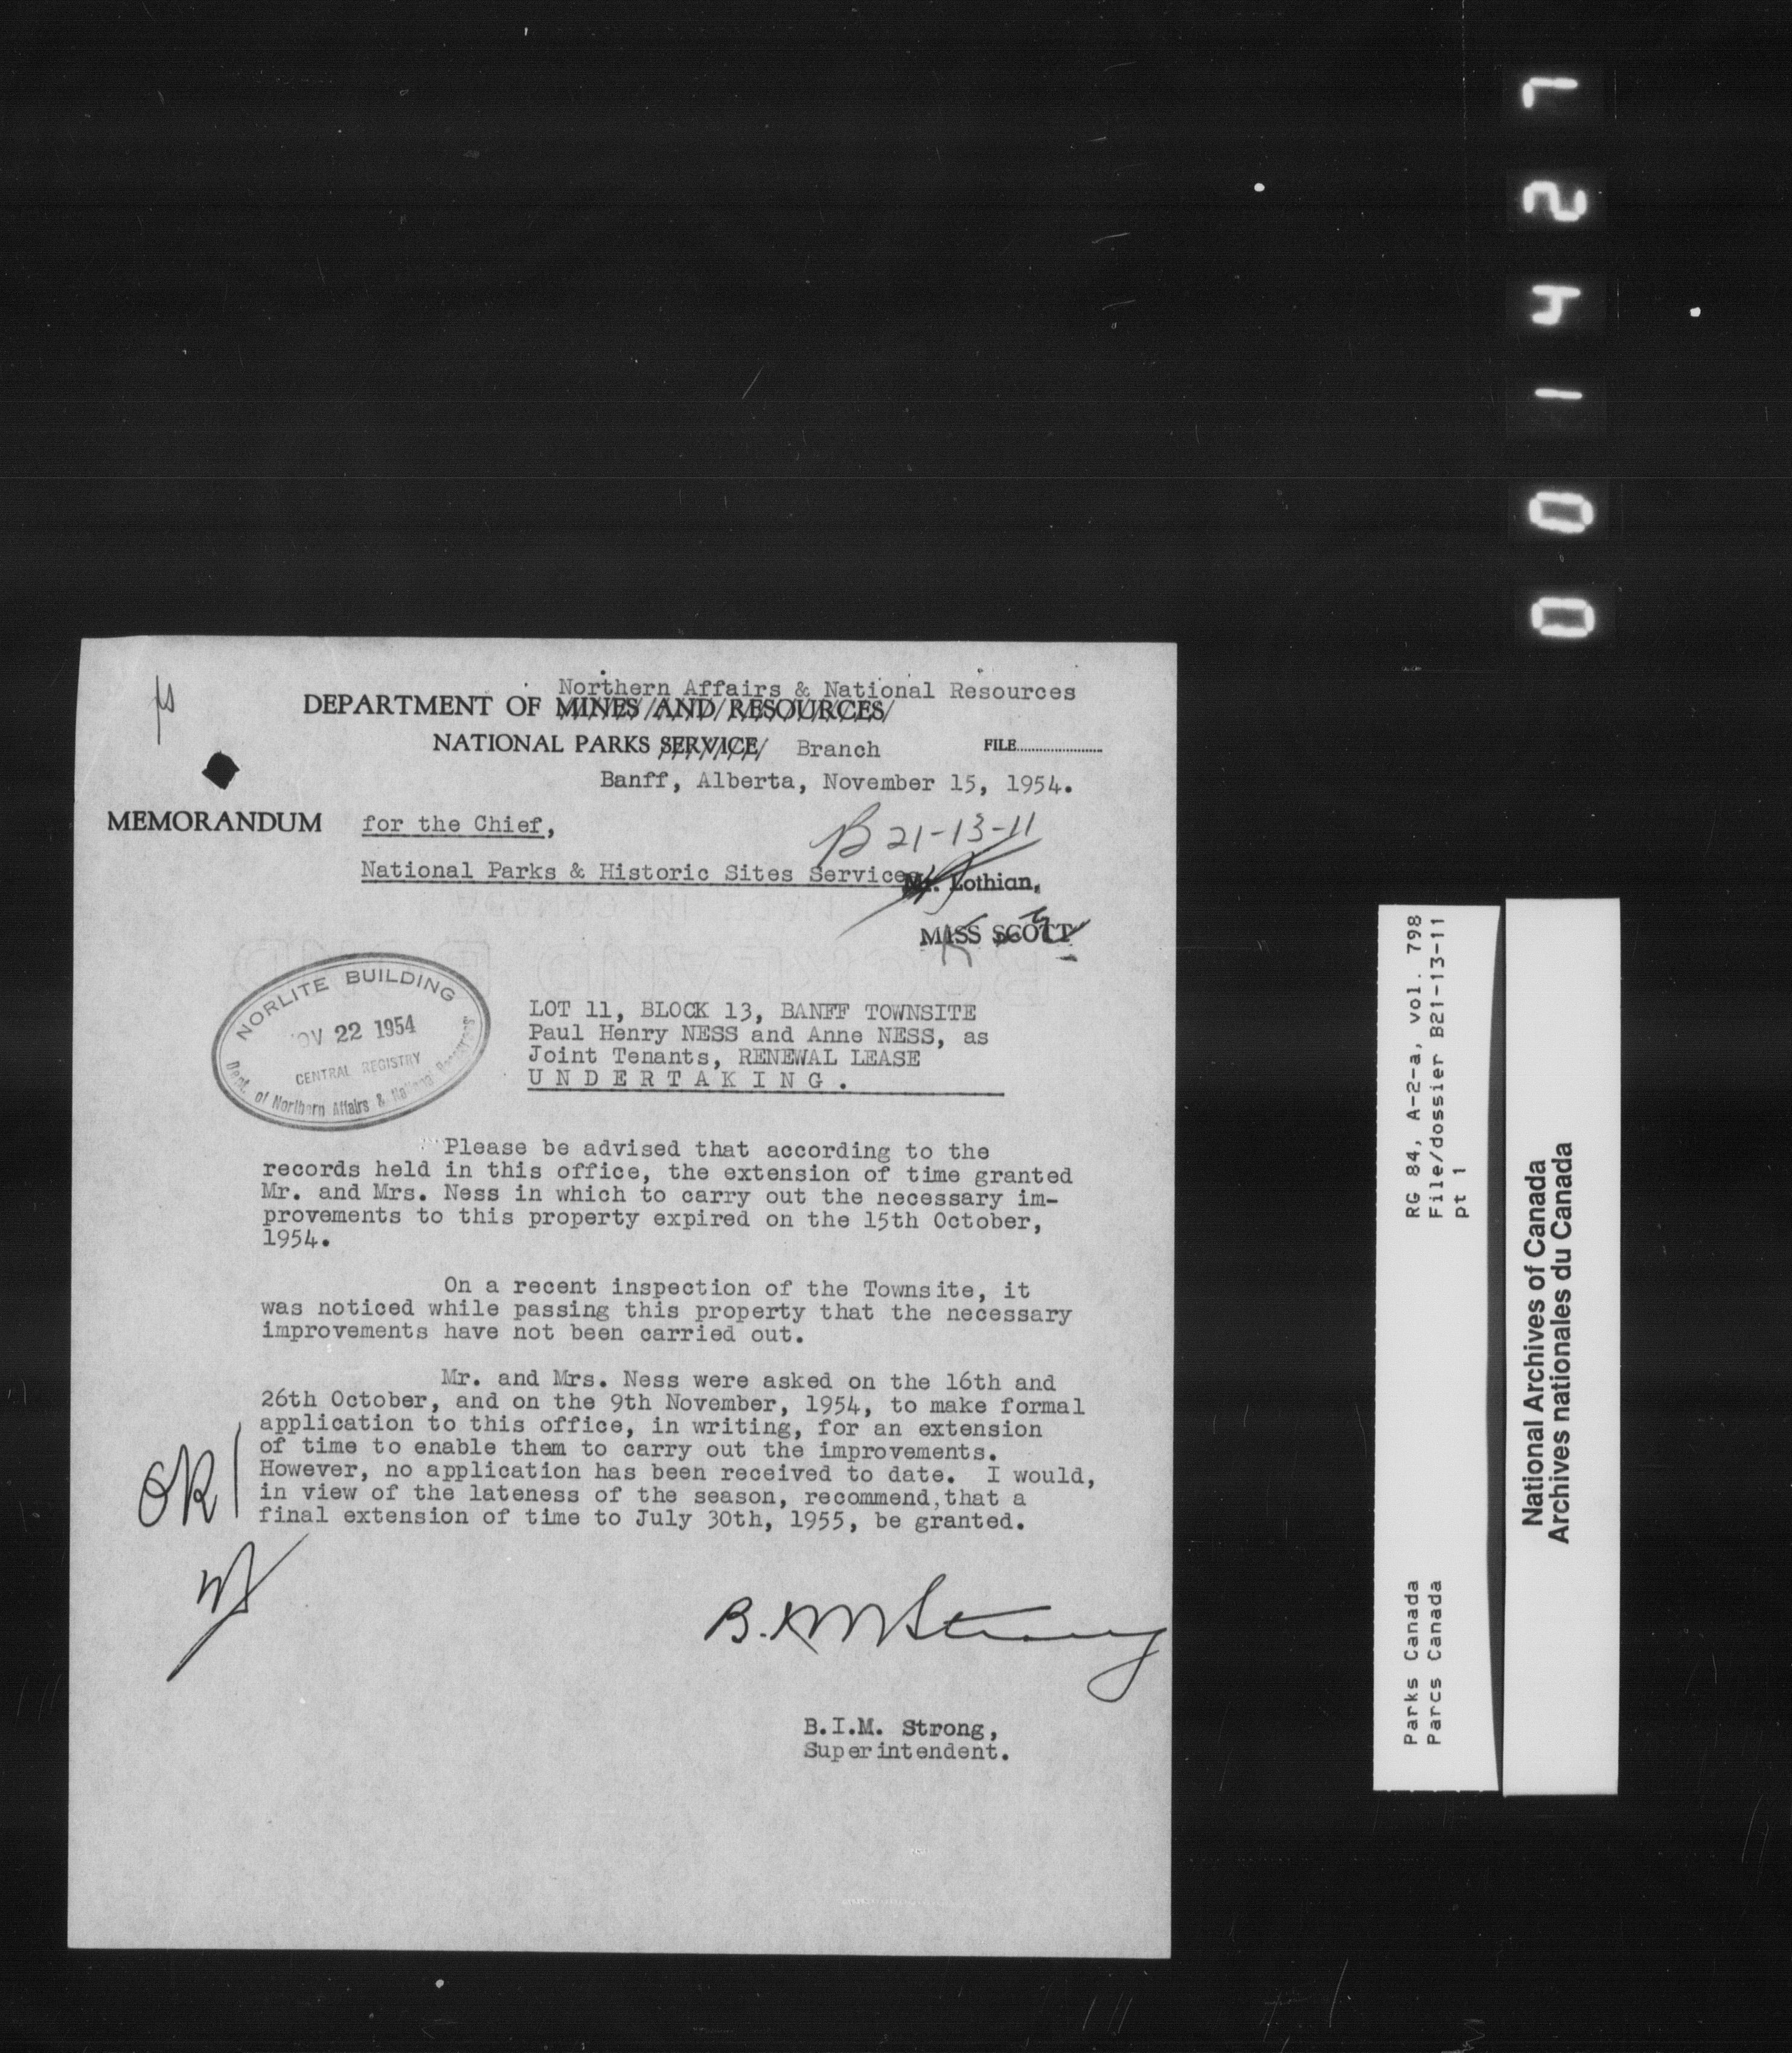 Northern Affairs & National Resources
DEPARTMENT OF MINES AND RESOURCES
NATIONAL PARKS SERVICE Branch
FILE
Banff, Alberta, November 15, 1954.
MEMORANDUM for the Chief,
B 21-13-11
National Parks & Historic Sites Service
Mr. Lothian,
MISS SCOTT
NORLITE BUILDING
NOV 22 1954
CENTRAL REGISTRY
Dept. of Northern Affairs & National Resources
LOT 11, BLOCK 13, BANFF TOWNSITE
Paul Henry NESS and Anne NESS, as
Joint Tenants, RENEWAL LEASE
U N D E R T A K I N G .
Please be advised that according to the
records held in this office, the extension of time granted
Mr. and Mrs. Ness in which to carry out the necessary im-
provements to this property expired on the 15th October,
1954.
On a recent inspection of the Townsite, it
was noticed while passing this property that the necessary
improvements have not been carried out.
Mr. and Mrs. Ness were asked on the 16th and
26th October, and on the 9th November, 1954, to make formal
application to this office, in writing, for an extension
of time to enable them to carry out the improvements.
However, no application has been received to date. I would,
in view of the lateness of the season, recommend, that a
final extension of time to July 30th, 1955, be granted.
OK
B.I.M. Strong
B.I.M. Strong,
Superintendent.
001427
RG 84, A-2-a, vol. 798
File/dossier B21-13-11
pt 1
Parks Canada
Parcs Canada
National Archives of Canada
Archives nationales du Canada